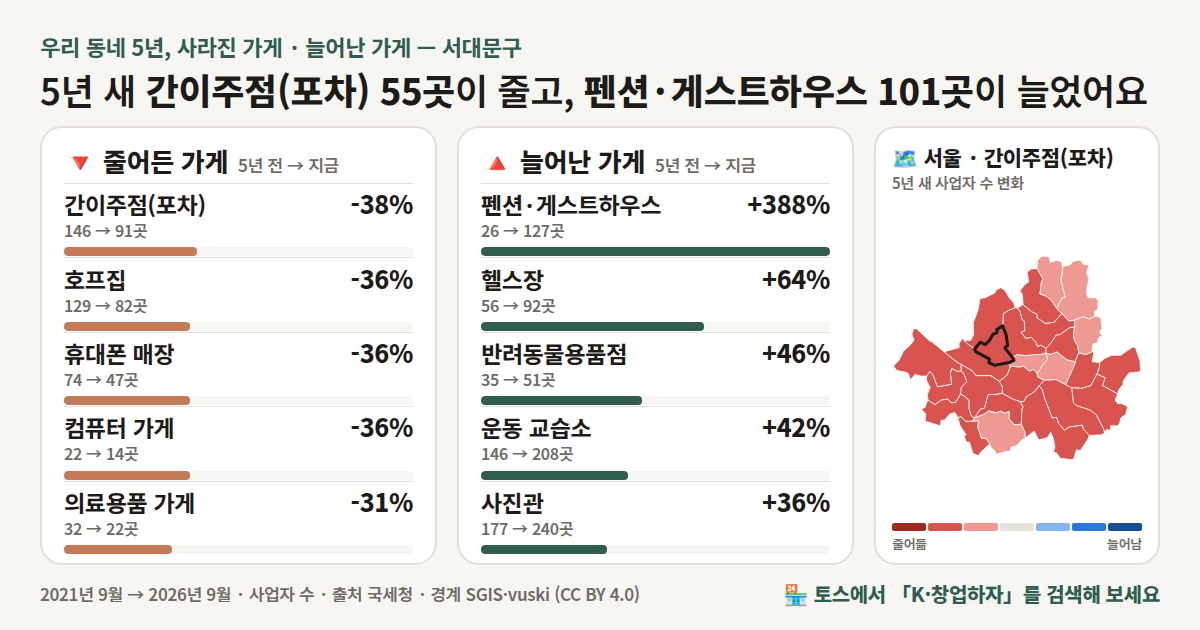 우리 동네 5년, 사라진 가게 · 늘어난 가게 — 서대문구
5년 새 간이주점(포차) 55곳이 줄고, 펜션·게스트하우스 101곳이 늘었어요
줄어든 가게 5년 전 → 지금
간이주점(포차) -38%
146 → 91곳
호프집 -36%
129 → 82곳
휴대폰 매장 -36%
74 → 47곳
컴퓨터 가게 -36%
22 → 14곳
의료용품 가게 -31%
32 → 22곳
늘어난 가게 5년 전 → 지금
펜션·게스트하우스 +388%
26 → 127곳
헬스장 +64%
56 → 92곳
반려동물용품점 +46%
35 → 51곳
운동 교습소 +42%
146 → 208곳
사진관 +36%
177 → 240곳
서울 · 간이주점(포차)
5년 새 사업자 수 변화
줄어듦 늘어남
2021년 9월 → 2026년 9월 · 사업자 수 · 출처 국세청 · 경계 SGIS·vuski (CC BY 4.0)
토스에서 「K·창업하자」를 검색해 보세요